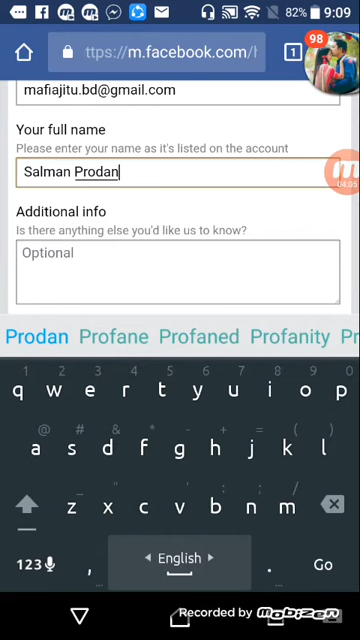 82% 9:09
ttps://m.facebook.com/h
1
98
mafiajitu.bd@gmail.com
Your full name
Please enter your name as it's listed on the account
Salman Prodan
04:05
Additional info
Is there anything else you'd like us to know?
Optional
Prodan Profane Profaned Profanity Pr
1 2 3 4 5 6 7 8 9 0
q w e r t y u i o p
@ # & * - + = ( )
a s d f g h j k l
_ " ' : ; /
z x c v b n m
123 , English . Go
Recorded by mobizen